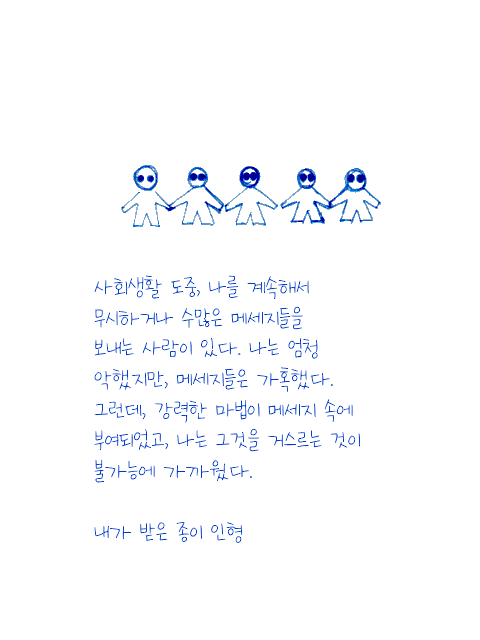 사회생활 도중, 나를 계속해서
무시하거나 수많은 메세지들을
보내는 사람이 있다. 나는 엄청
악했지만, 메세지들은 가혹했다.
그런데, 강력한 마법이 메세지 속에
부여되었고, 나는 그것을 거스르는 것이
불가능에 가까웠다.
내가 받은 종이 인형